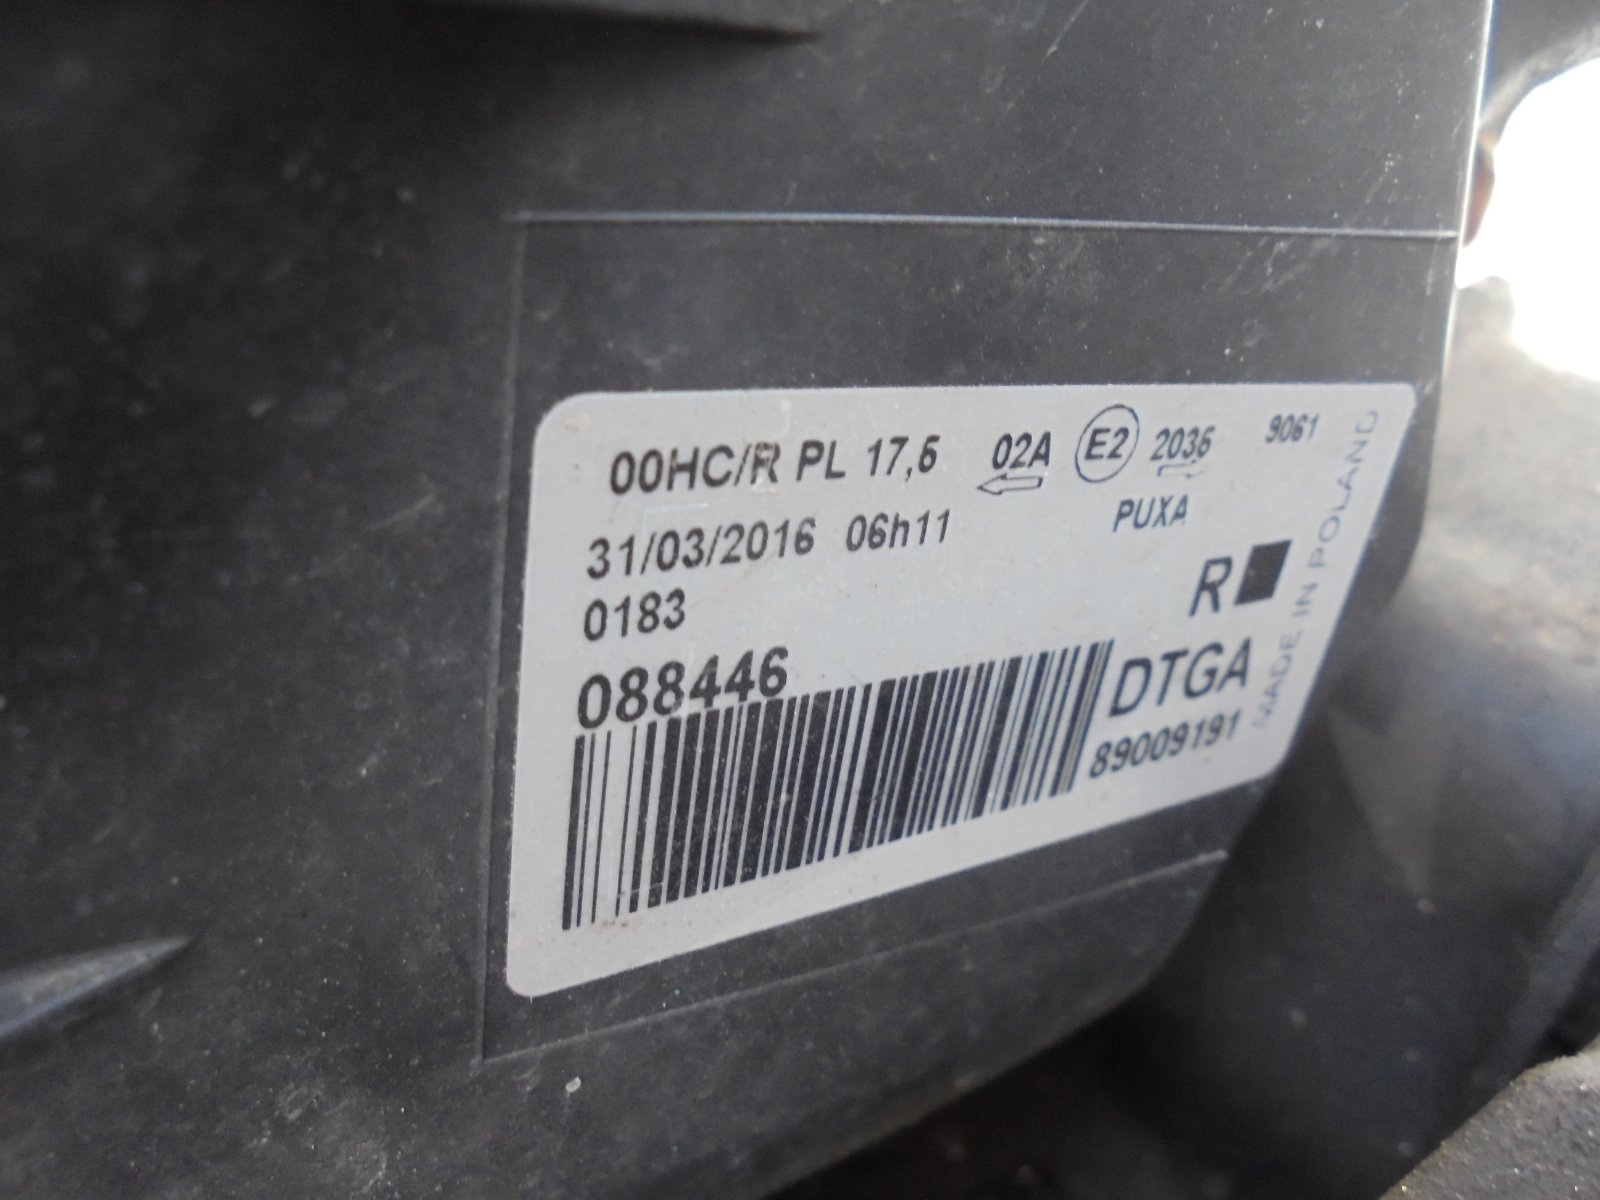 00HC/R PL 17,5 02A E2 2035 9061
PUXA
31/03/2016 06h11
0183
R
088446
DTGA
89009191
MADE IN POLAND